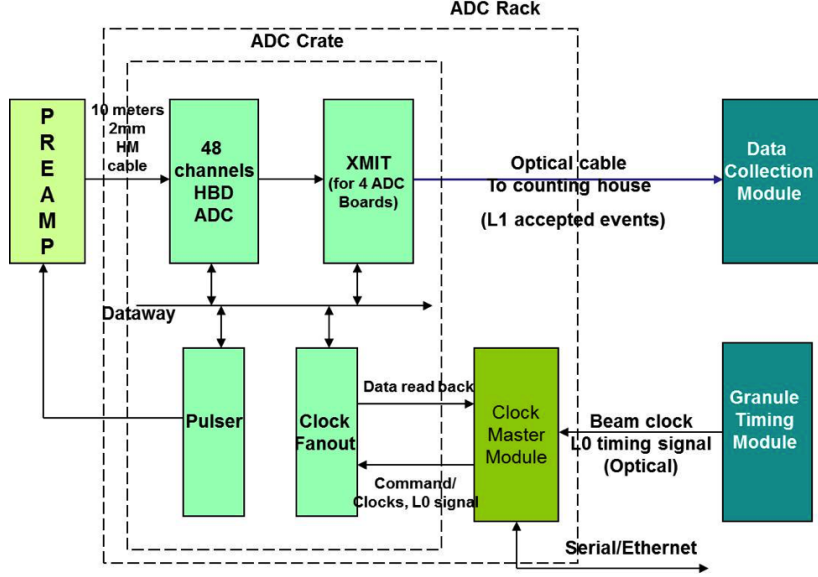 ADC Rack
ADC Crate
P
R
E
A
M
P
10 meters
2mm
HM
cable
48
channels
HBD
ADC
XMIT
(for 4 ADC
Boards)
Optical cable
To counting house
(L1 accepted events)
Data
Collection
Module
Dataway
Pulser
Clock
Fanout
Data read back
Command/
Clocks, L0 signal
Clock
Master
Module
Beam clock
L0 timing signal
(Optical)
Granule
Timing
Module
Serial/Ethernet